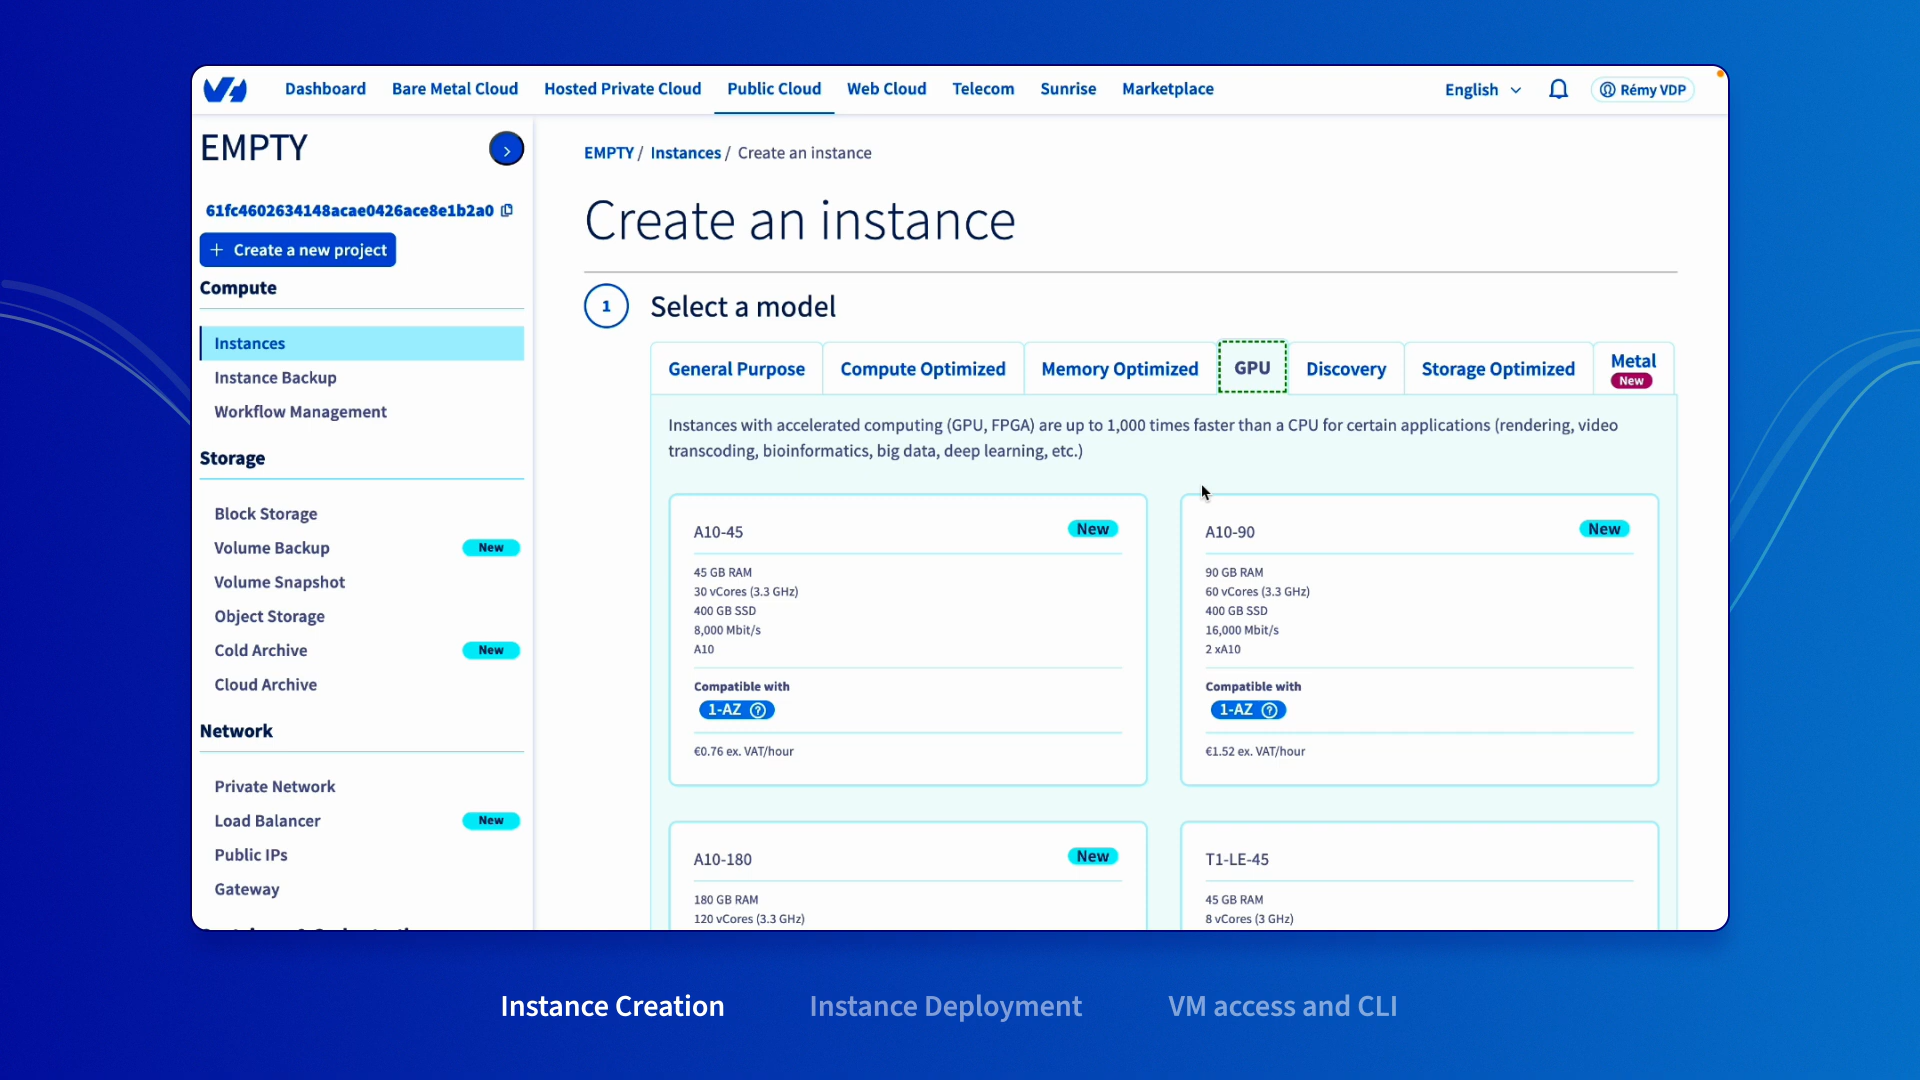 Dashboard
Bare Metal Cloud
Hosted Private Cloud
Public Cloud
Web Cloud
Telecom
Sunrise
Marketplace
English
Rémy VDP
EMPTY
61fc4602634148acae0426ace8e1b2a0
+ Create a new project
Compute
Instances
Instance Backup
Workflow Management
Storage
Block Storage
Volume Backup New
Volume Snapshot
Object Storage
Cold Archive New
Cloud Archive
Network
Private Network
Load Balancer New
Public IPs
Gateway
EMPTY / Instances / Create an instance
Create an instance
1 Select a model
General Purpose
Compute Optimized
Memory Optimized
GPU
Discovery
Storage Optimized
Metal
New
Instances with accelerated computing (GPU, FPGA) are up to 1,000 times faster than a CPU for certain applications (rendering, video
transcoding, bioinformatics, big data, deep learning, etc.)
A10-45 New
45 GB RAM
30 vCores (3.3 GHz)
400 GB SSD
8,000 Mbit/s
A10
Compatible with
1-AZ ?
€0.76 ex. VAT/hour
A10-90 New
90 GB RAM
60 vCores (3.3 GHz)
400 GB SSD
16,000 Mbit/s
2 xA10
Compatible with
1-AZ ?
€1.52 ex. VAT/hour
A10-180 New
180 GB RAM
120 vCores (3.3 GHz)
T1-LE-45
45 GB RAM
8 vCores (3 GHz)
Instance Creation
Instance Deployment
VM access and CLI